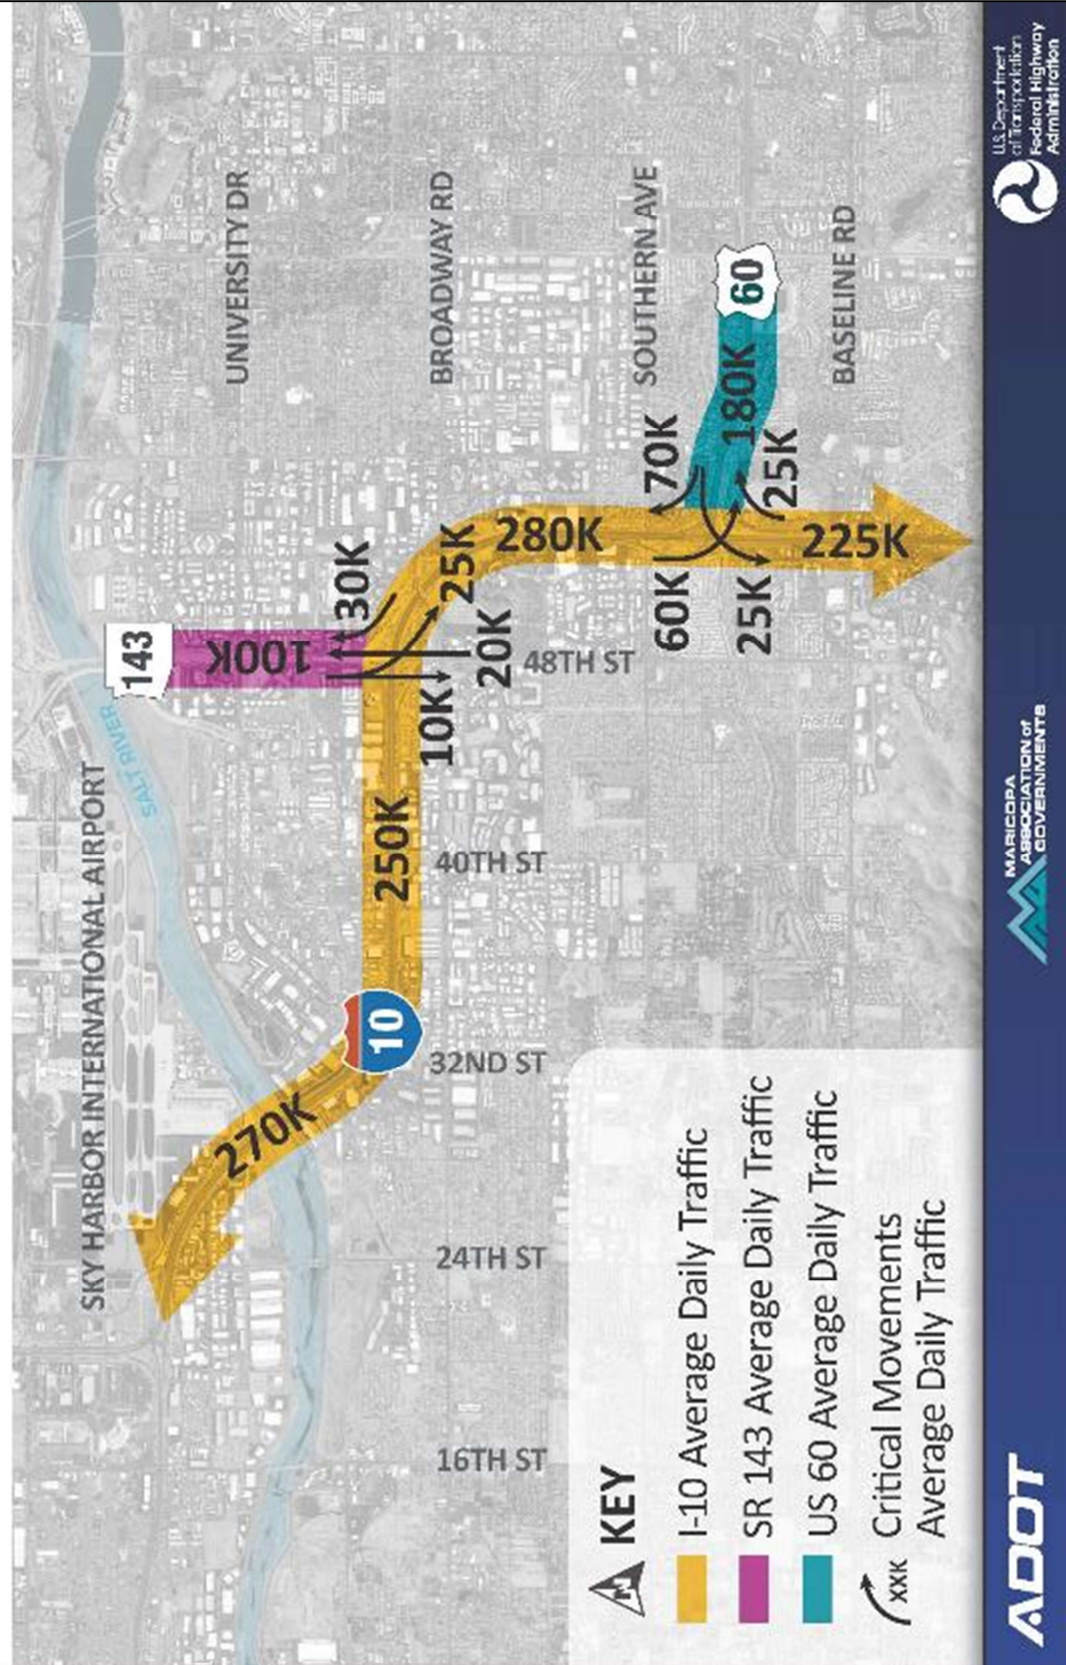 SKY HARBOR INTERNATIONAL AIRPORT
SALT RIVER
143
UNIVERSITY DR
100K
270K
30K
10
250K
25K
BROADWAY RD
10K
20K
16TH ST
24TH ST
32ND ST
40TH ST
48TH ST
280K
SOUTHERN AVE
70K
60K
180K
60
25K
25K
225K
BASELINE RD
N KEY
I-10 Average Daily Traffic
SR 143 Average Daily Traffic
US 60 Average Daily Traffic
XXK Critical Movements
Average Daily Traffic
ADOT
MARICOPA
ASSOCIATION of
GOVERNMENTS
U.S. Department
of Transportation
Federal Highway
Administration